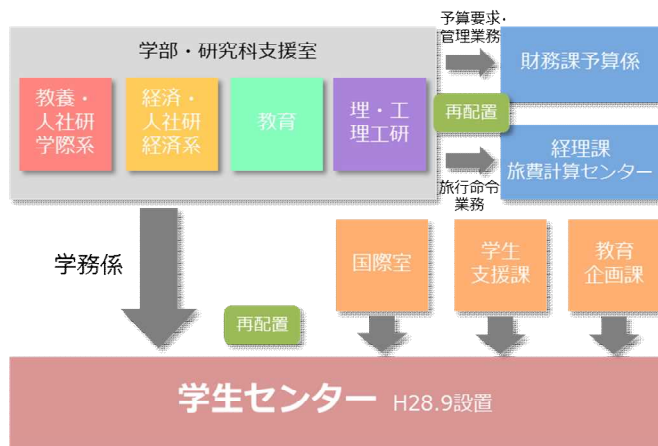 予算要求・
管理業務
学部・研究科支援室
財務課予算係
教養・
人社研
学際系
経済・
人社研
経済系
教育
理・工
理工研
再配置
経理課
旅費計算センター
旅行命令
業務
学務係
国際室
学生
支援課
教育
企画課
再配置
学生センター H28.9設置